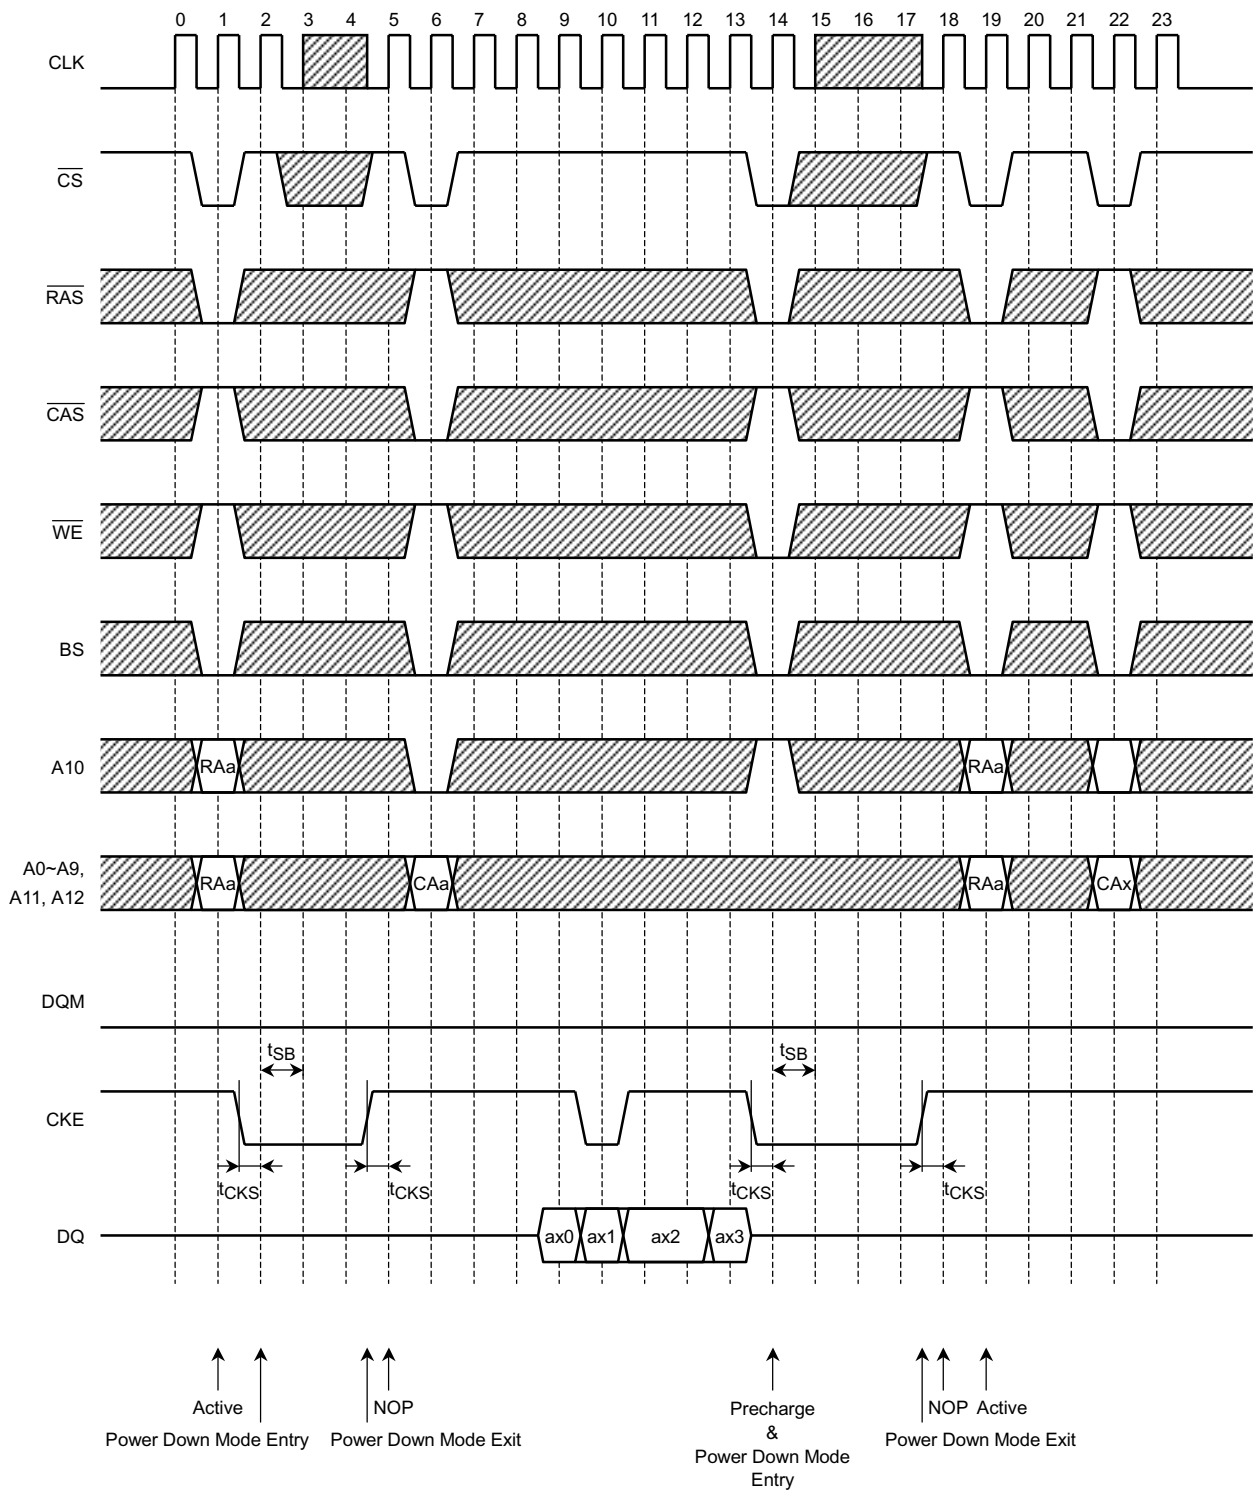 0 1 2 3 4 5 6 7 8 9 10 11 12 13 14 15 16 17 18 19 20 21 22 23
CLK
CS
RAS
CAS
WE
BS
A10 RAa RAa
A0~A9,
A11, A12
RAa CAa RAa CAx
DQM
tSB tSB
CKE
tCKS tCKS tCKS tCKS
DQ ax0 ax1 ax2 ax3
Active NOP Precharge NOP Active
&
Power Down Mode Entry Power Down Mode Exit Power Down Mode Power Down Mode Exit
Entry